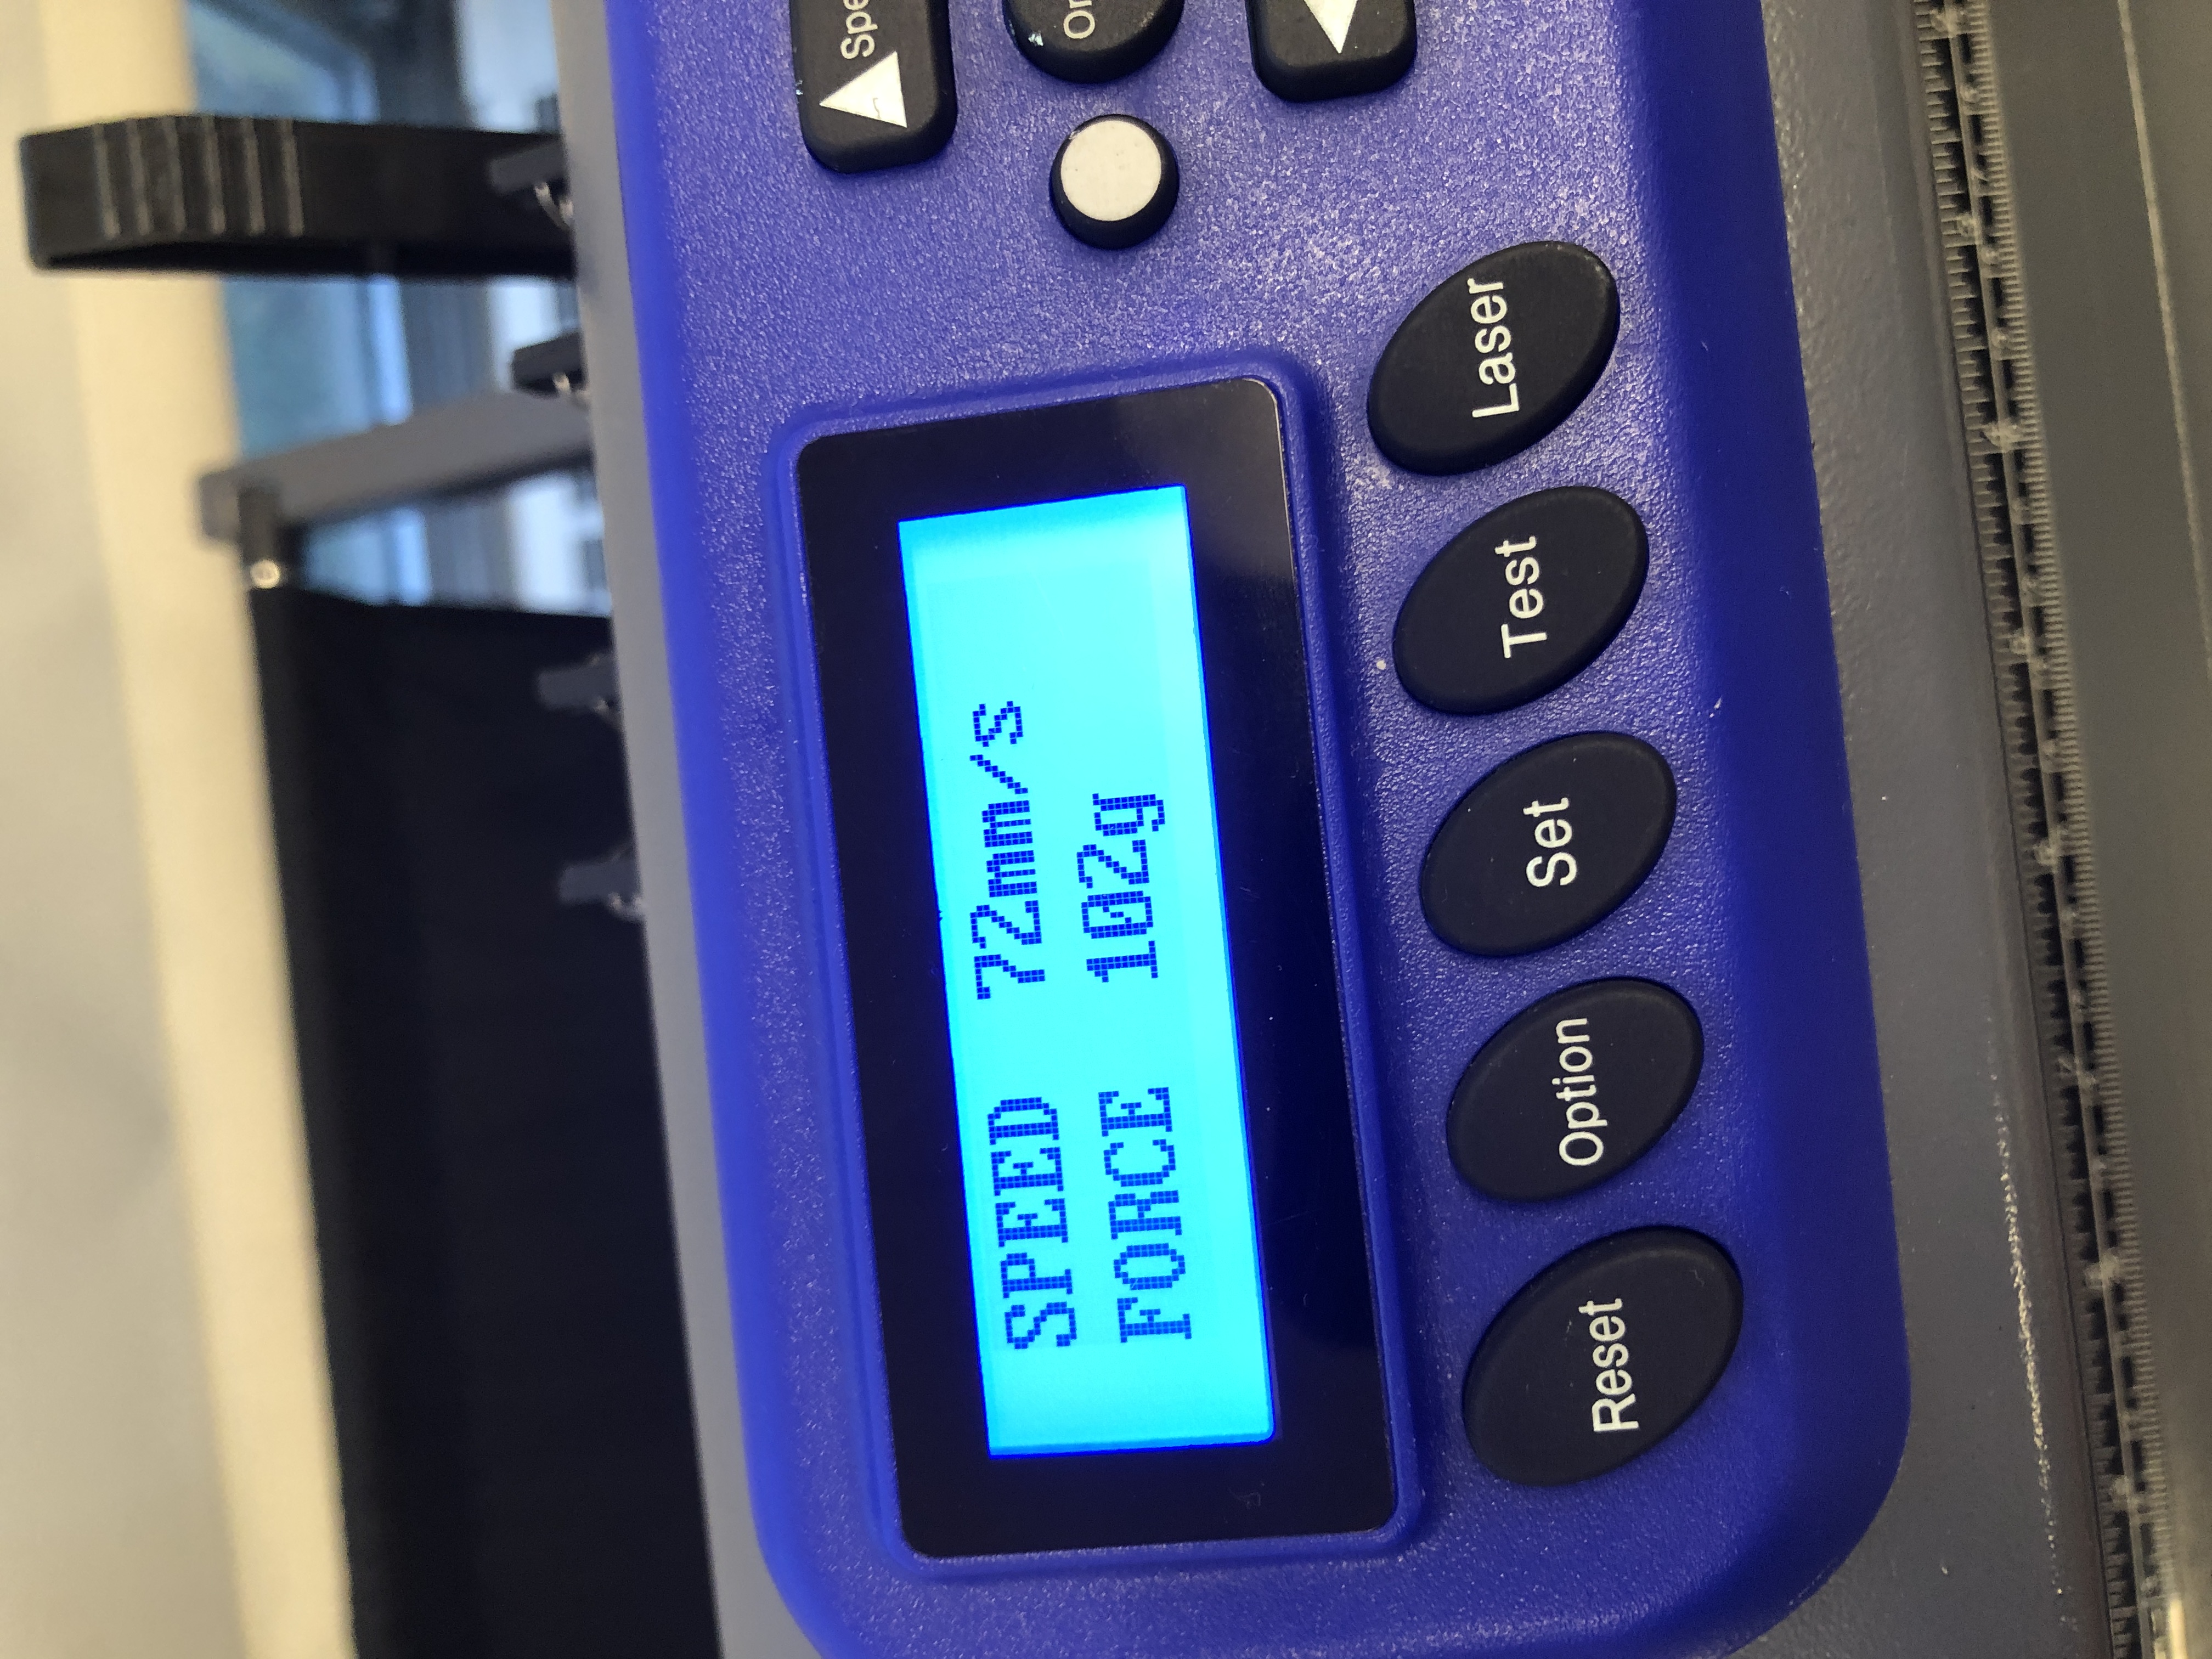 SPEED 72mm/s
FORCE 102g
Reset
Option
Set
Test
Laser